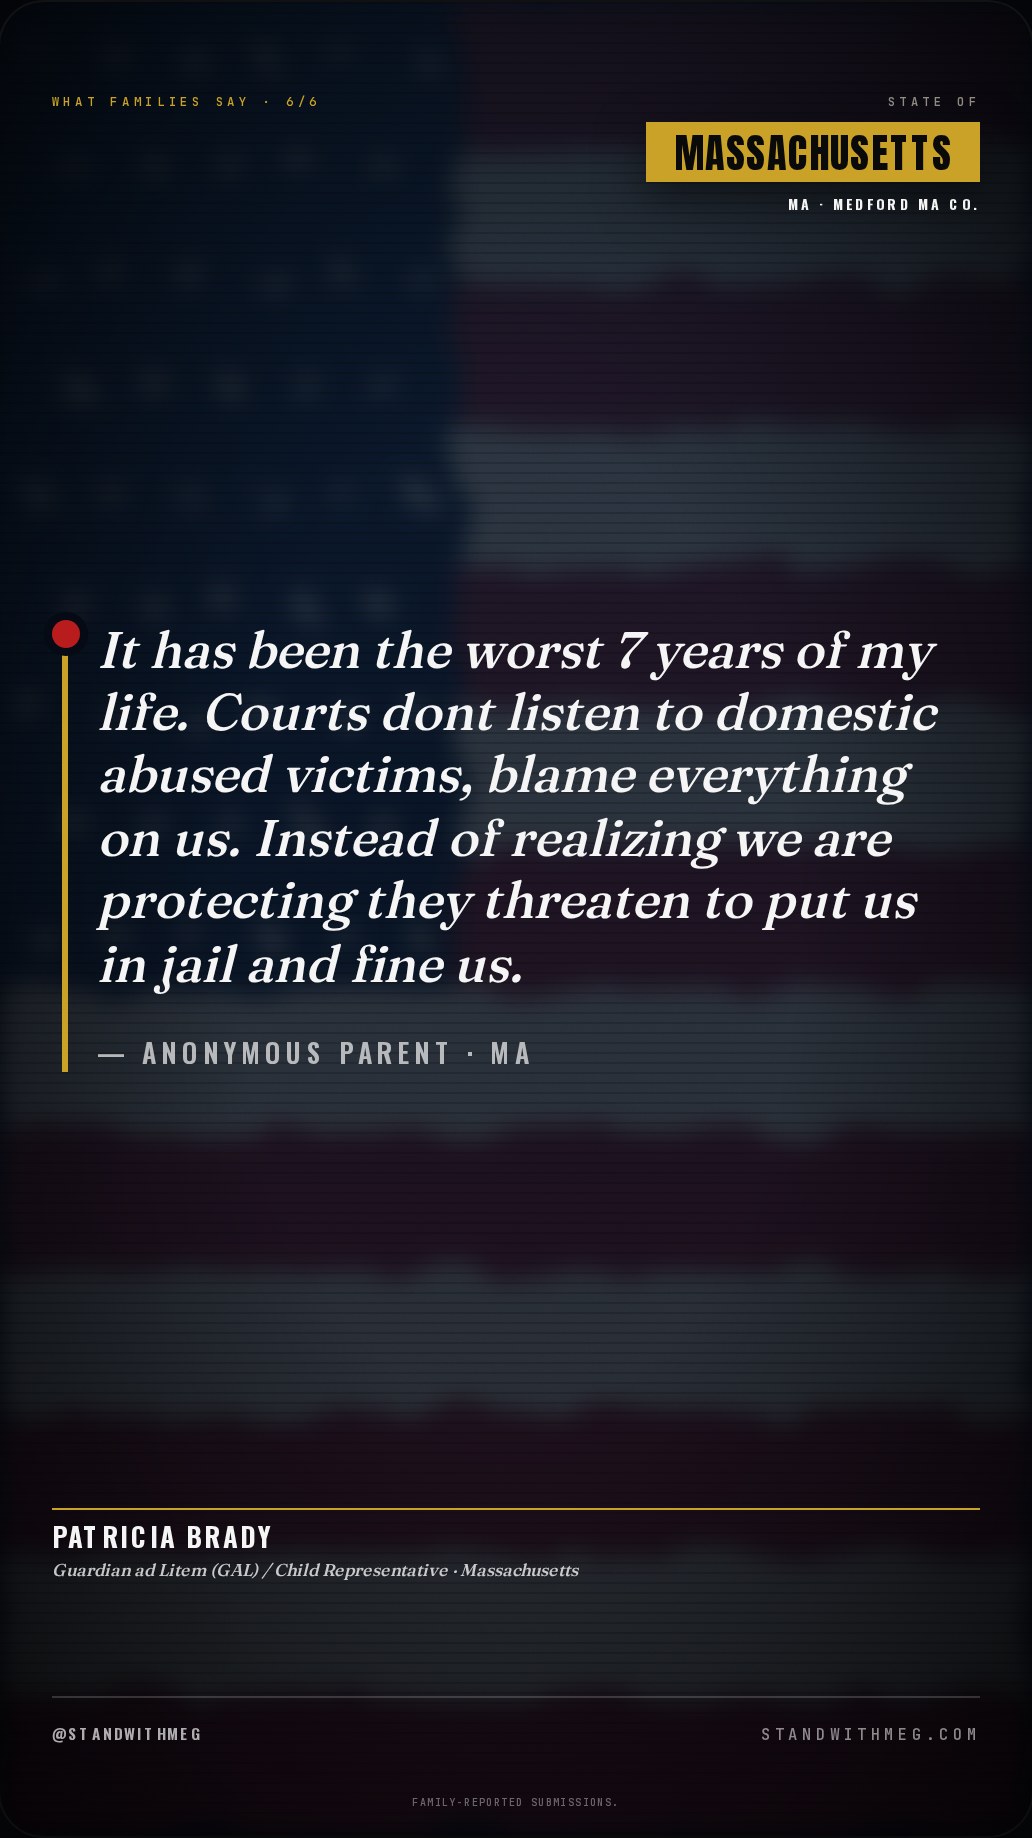 WHAT FAMILIES SAY · 6/6
STATE OF
MASSACHUSETTS
MA · MEDFORD MA CO.
It has been the worst 7 years of my
life. Courts dont listen to domestic
abused victims, blame everything
on us. Instead of realizing we are
protecting they threaten to put us
in jail and fine us.
— ANONYMOUS PARENT · MA
PATRICIA BRADY
Guardian ad Litem (GAL) / Child Representative · Massachusetts
@STANDWITHMEG
STANDWITHMEG.COM
FAMILY-REPORTED SUBMISSIONS.